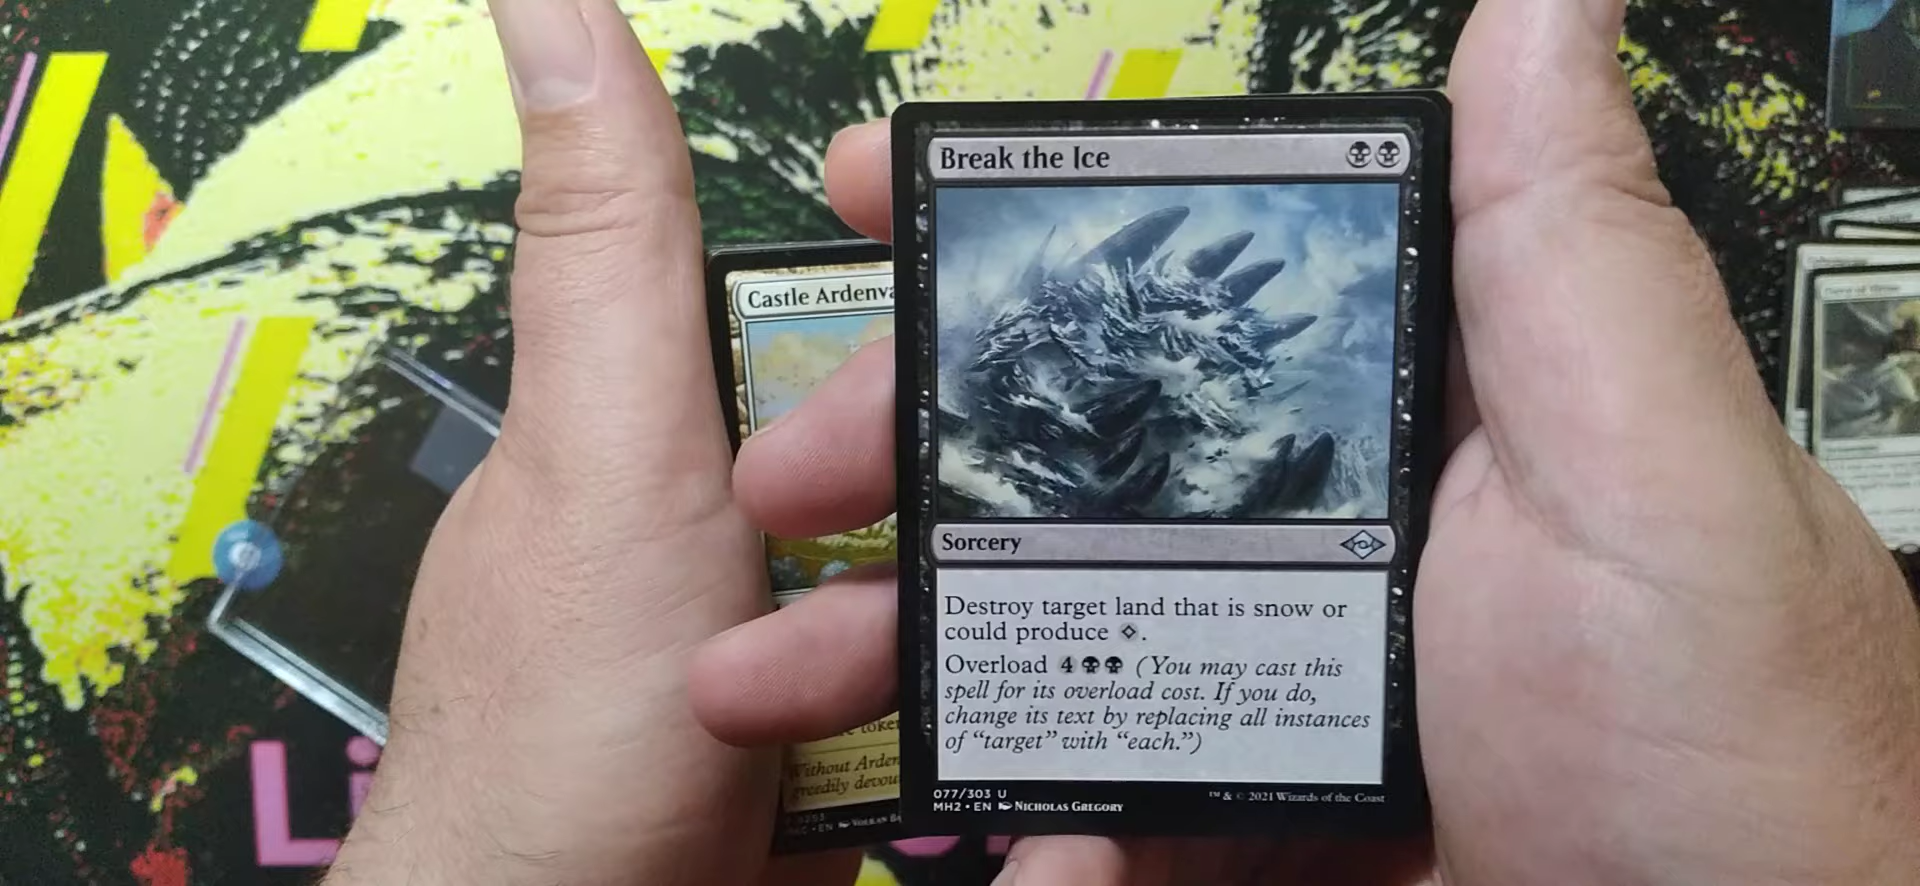 Break the Ice
Sorcery
Destroy target land that is snow or
could produce ◇.
Overload 4 (You may cast this
spell for its overload cost. If you do,
change its text by replacing all instances
of “target” with “each.”)
077/303 U
MH2 • EN NICHOLAS GREGORY
™ & © 2021 Wizards of the Coast
Castle Ardenva
Without Arden
greedily devou